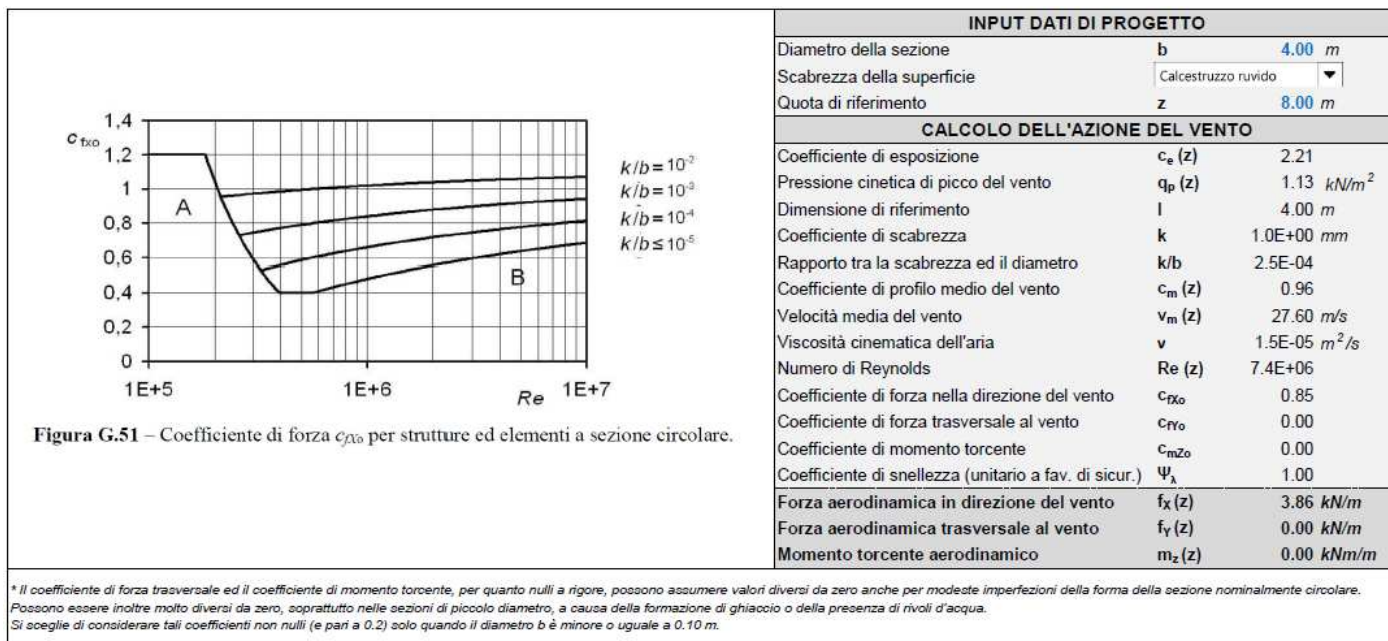 c fxo
1,4
1,2
1
0,8
0,6
0,4
0,2
0
A
B
k/b = 10-2
k/b = 10-3
k/b = 10-4
k/b ≤ 10-5
1E+5
1E+6
Re
1E+7
Figura G.51 – Coefficiente di forza cfXo per strutture ed elementi a sezione circolare.
INPUT DATI DI PROGETTO
Diametro della sezione b 4.00 m
Scabrezza della superficie Calcestruzzo ruvido
Quota di riferimento z 8.00 m
CALCOLO DELL'AZIONE DEL VENTO
Coefficiente di esposizione ce (z) 2.21
Pressione cinetica di picco del vento qp (z) 1.13 kN/m2
Dimensione di riferimento l 4.00 m
Coefficiente di scabrezza k 1.0E+00 mm
Rapporto tra la scabrezza ed il diametro k/b 2.5E-04
Coefficiente di profilo medio del vento cm (z) 0.96
Velocità media del vento vm (z) 27.60 m/s
Viscosità cinematica dell'aria ν 1.5E-05 m2/s
Numero di Reynolds Re (z) 7.4E+06
Coefficiente di forza nella direzione del vento cfXo 0.85
Coefficiente di forza trasversale al vento cfYo 0.00
Coefficiente di momento torcente cmZo 0.00
Coefficiente di snellezza (unitario a fav. di sicur.) Ψλ 1.00
Forza aerodinamica in direzione del vento fX (z) 3.86 kN/m
Forza aerodinamica trasversale al vento fY (z) 0.00 kN/m
Momento torcente aerodinamico mz (z) 0.00 kNm/m
* Il coefficiente di forza trasversale ed il coefficiente di momento torcente, per quanto nulli a rigore, possono assumere valori diversi da zero anche per modeste imperfezioni della forma della sezione nominalmente circolare.
Possono essere inoltre molto diversi da zero, soprattutto nelle sezioni di piccolo diametro, a causa della formazione di ghiaccio o della presenza di rivoli d'acqua.
Si sceglie di considerare tali coefficienti non nulli (e pari a 0.2) solo quando il diametro b è minore o uguale a 0.10 m.